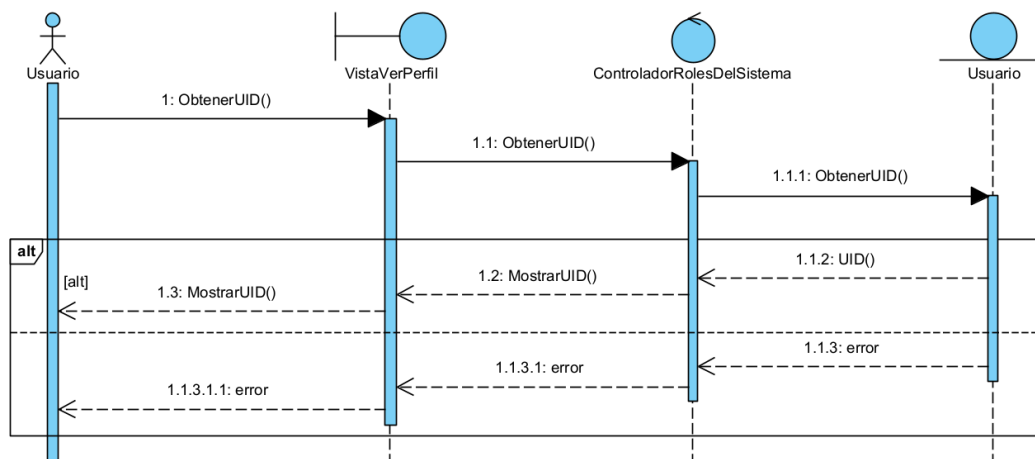 Usuario
VistaVerPerfil
ControladorRolesDelSistema
Usuario
1: ObtenerUID()
1.1: ObtenerUID()
1.1.1: ObtenerUID()
alt
[alt]
1.1.2: UID()
1.2: MostrarUID()
1.3: MostrarUID()
1.1.3: error
1.1.3.1: error
1.1.3.1.1: error